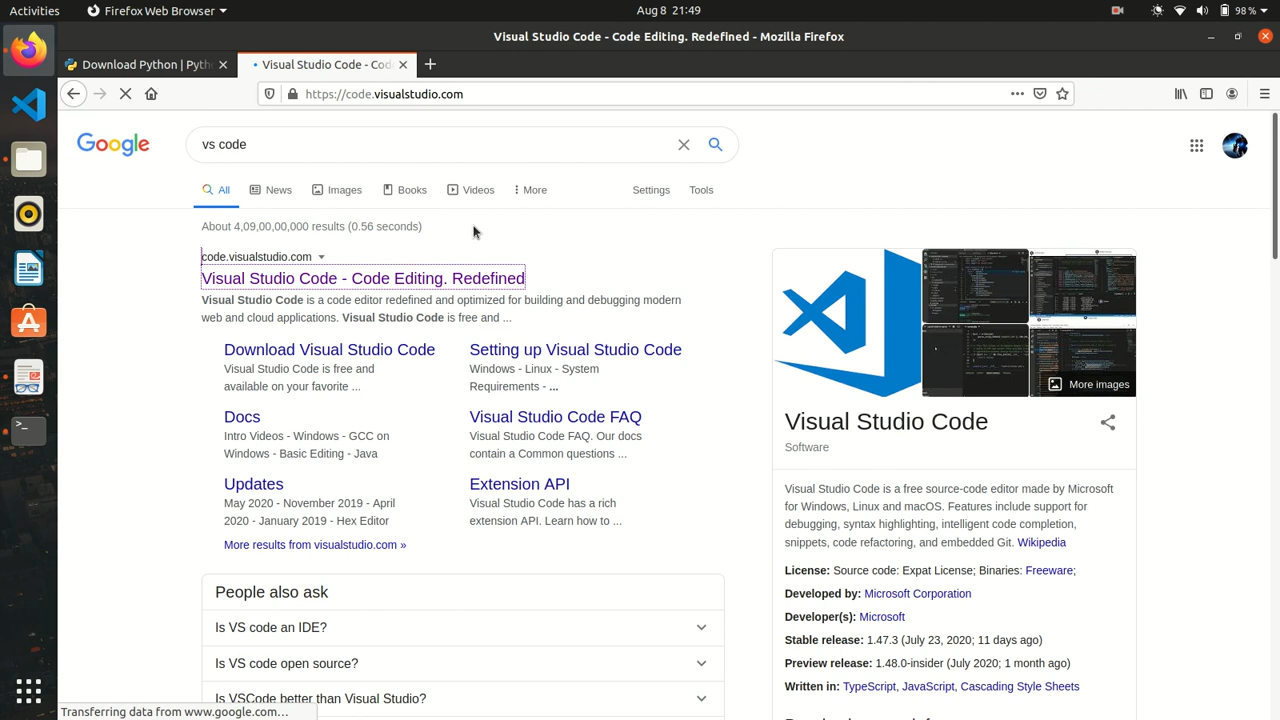 Activities
Firefox Web Browser
Aug 8 21:49
98%
Visual Studio Code - Code Editing. Redefined - Mozilla Firefox
Download Python | Pyth
Visual Studio Code - Cod
https://code.visualstudio.com
Google
vs code
All
News
Images
Books
Videos
More
Settings
Tools
About 4,09,00,00,000 results (0.56 seconds)
code.visualstudio.com
Visual Studio Code - Code Editing. Redefined
Visual Studio Code is a code editor redefined and optimized for building and debugging modern
web and cloud applications. Visual Studio Code is free and ...
Download Visual Studio Code
Visual Studio Code is free and
available on your favorite ...
Setting up Visual Studio Code
Windows - Linux - System
Requirements - ...
Docs
Intro Videos - Windows - GCC on
Windows - Basic Editing - Java
Visual Studio Code FAQ
Visual Studio Code FAQ. Our docs
contain a Common questions ...
Updates
May 2020 - November 2019 - April
2020 - January 2019 - Hex Editor
Extension API
Visual Studio Code has a rich
extension API. Learn how to ...
More results from visualstudio.com »
People also ask
Is VS code an IDE?
Is VS code open source?
Is VSCode better than Visual Studio?
More images
Visual Studio Code
Software
Visual Studio Code is a free source-code editor made by Microsoft
for Windows, Linux and macOS. Features include support for
debugging, syntax highlighting, intelligent code completion,
snippets, code refactoring, and embedded Git. Wikipedia
License: Source code: Expat License; Binaries: Freeware;
Developed by: Microsoft Corporation
Developer(s): Microsoft
Stable release: 1.47.3 (July 23, 2020; 11 days ago)
Preview release: 1.48.0-insider (July 2020; 1 month ago)
Written in: TypeScript, JavaScript, Cascading Style Sheets
Transferring data from www.google.com…